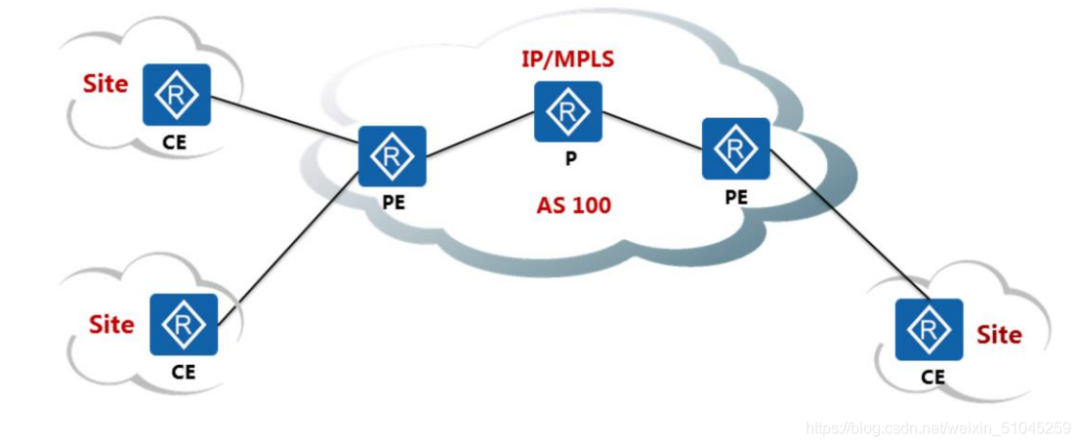 IP/MPLS
Site
CE
PE
P
PE
AS 100
Site
CE
Site
CE
https://blog.csdn.net/weixin_51045259